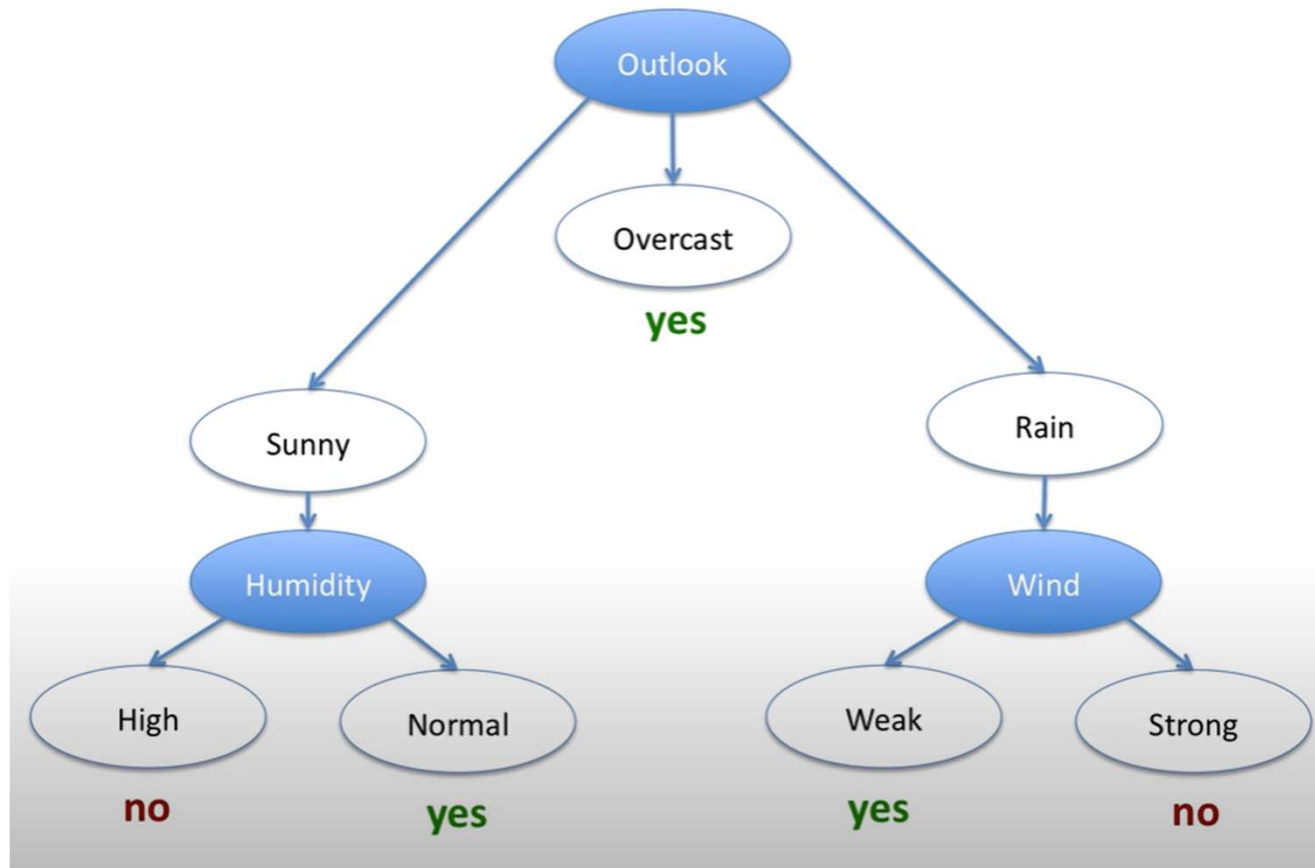 Outlook
Overcast
yes
Sunny
Rain
Humidity
Wind
High
Normal
Weak
Strong
no
yes
yes
no